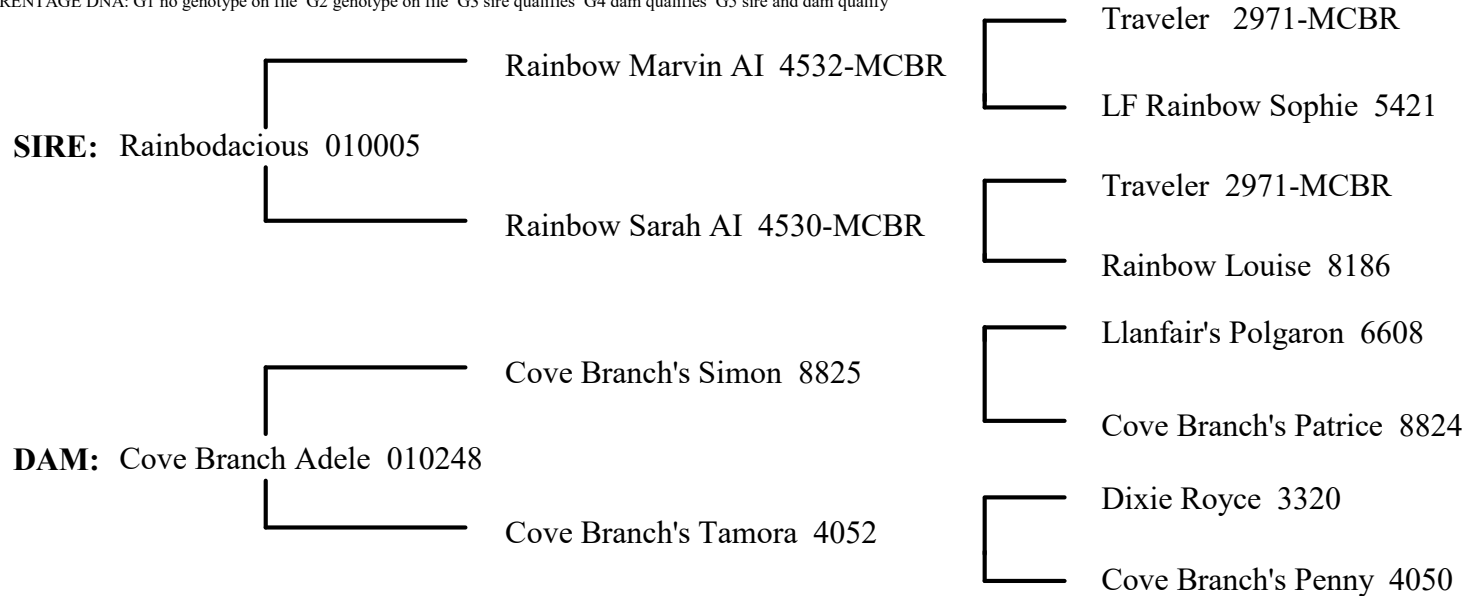 RENTAGE DNA: G1 no genotype on file G2 genotype on file G3 sire qualifies G4 dam qualifies G5 sire and dam qualify
Traveler 2971-MCBR
Rainbow Marvin AI 4532-MCBR
LF Rainbow Sophie 5421
SIRE: Rainbodacious 010005
Traveler 2971-MCBR
Rainbow Sarah AI 4530-MCBR
Rainbow Louise 8186
Llanfair's Polgaron 6608
Cove Branch's Simon 8825
Cove Branch's Patrice 8824
DAM: Cove Branch Adele 010248
Dixie Royce 3320
Cove Branch's Tamora 4052
Cove Branch's Penny 4050